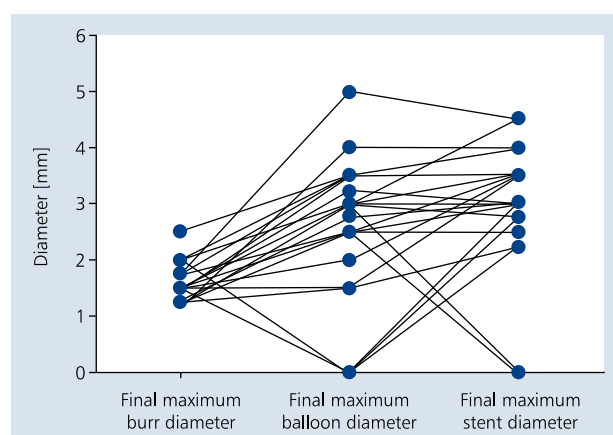 6
5
4
3
2
1
0
Diameter [mm]
Final maximum
burr diameter
Final maximum
balloon diameter
Final maximum
stent diameter